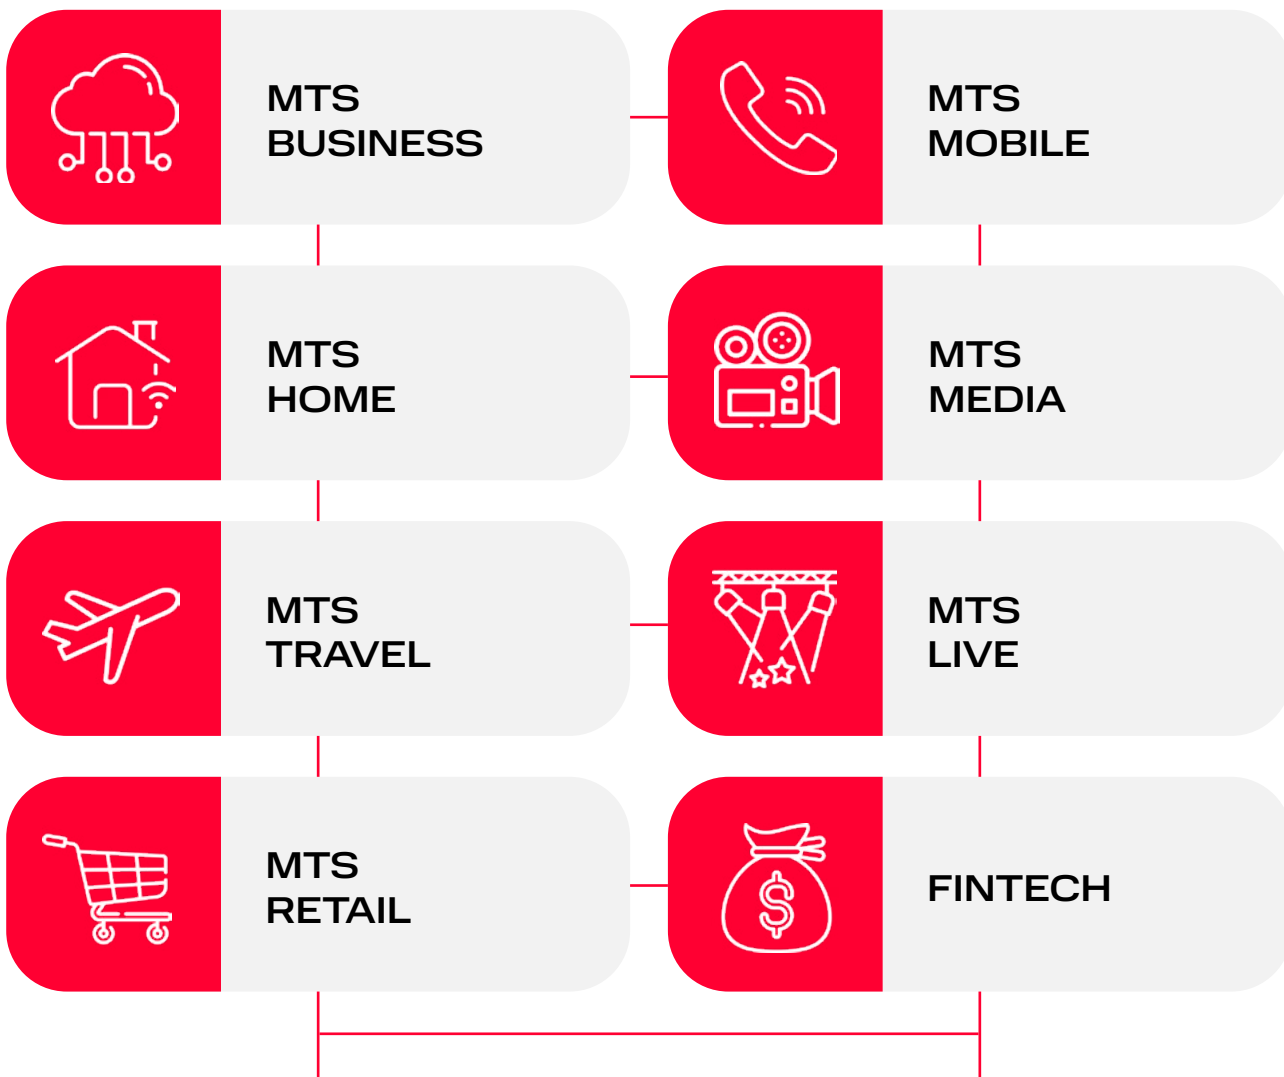 MTS
BUSINESS
MTS
MOBILE
MTS
HOME
MTS
MEDIA
MTS
TRAVEL
MTS
LIVE
MTS
RETAIL
FINTECH
$